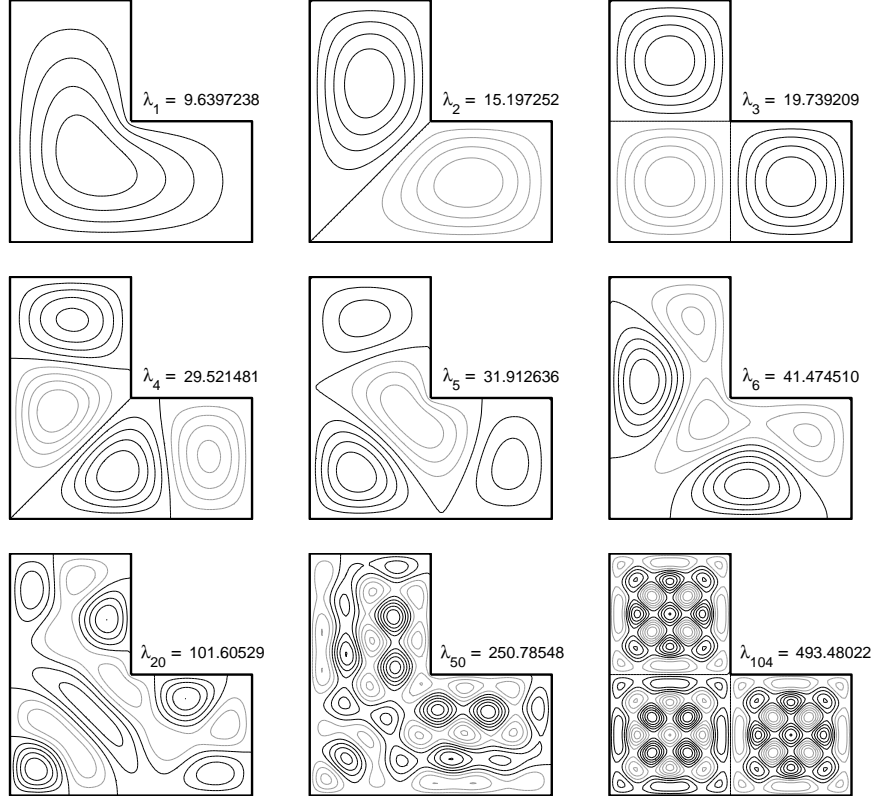 λ1 = 9.6397238
λ2 = 15.197252
λ3 = 19.739209
λ4 = 29.521481
λ5 = 31.912636
λ6 = 41.474510
λ20 = 101.60529
λ50 = 250.78548
λ104 = 493.48022